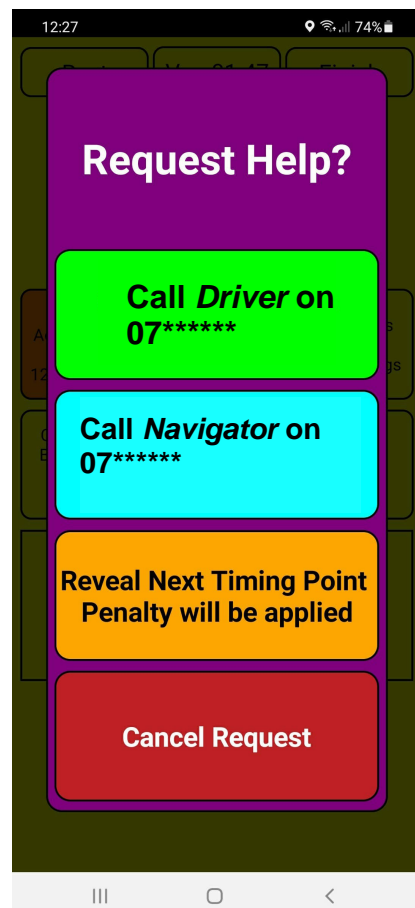 12:27
74%
Request Help?
Call Driver on
07******
Call Navigator on
07******
Reveal Next Timing Point
Penalty will be applied
Cancel Request